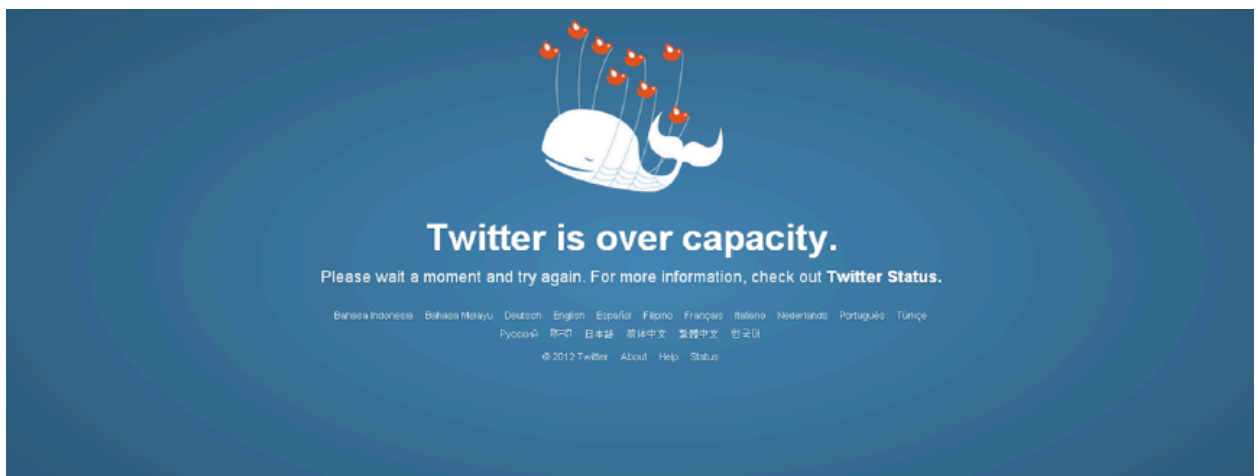 Twitter is over capacity.
Please wait a moment and try again. For more information, check out Twitter Status.
Bahasa Indonesia Bahasa Melayu Deutsch English Español Filipino Français Italiano Nederlands Português Türkçe
Русский हिन्दी 日本語 简体中文 繁體中文 한국어
© 2012 Twitter About Help Status